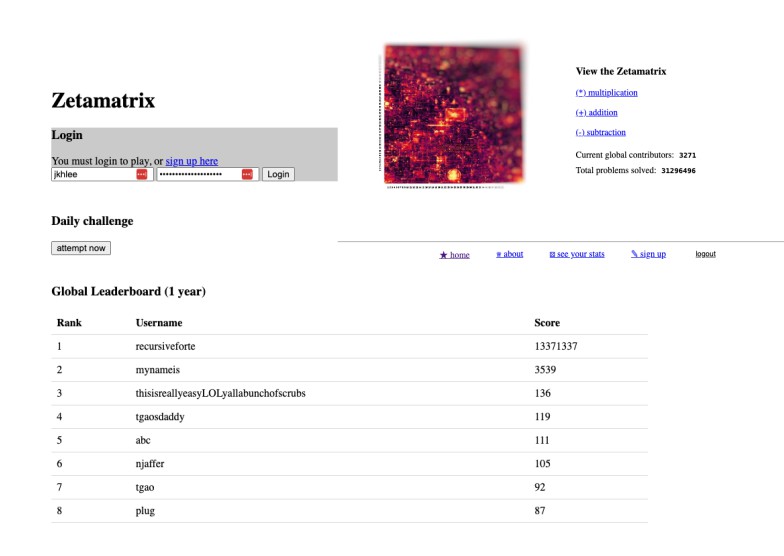 Zetamatrix
Login
You must login to play, or sign up here
jkhlee •••••••••••••••••••• Login
Daily challenge
attempt now
View the Zetamatrix
(*) multiplication
(+) addition
(-) subtraction
Current global contributors: 3271
Total problems solved: 31296496
★ home about see your stats ✎ sign up logout
Global Leaderboard (1 year)
Rank Username Score
1 recursiveforte 13371337
2 mynameis 3539
3 thisisreallyeasyLOLyallabunchofscrubs 136
4 tgaosdaddy 119
5 abc 111
6 njaffer 105
7 tgao 92
8 plug 87